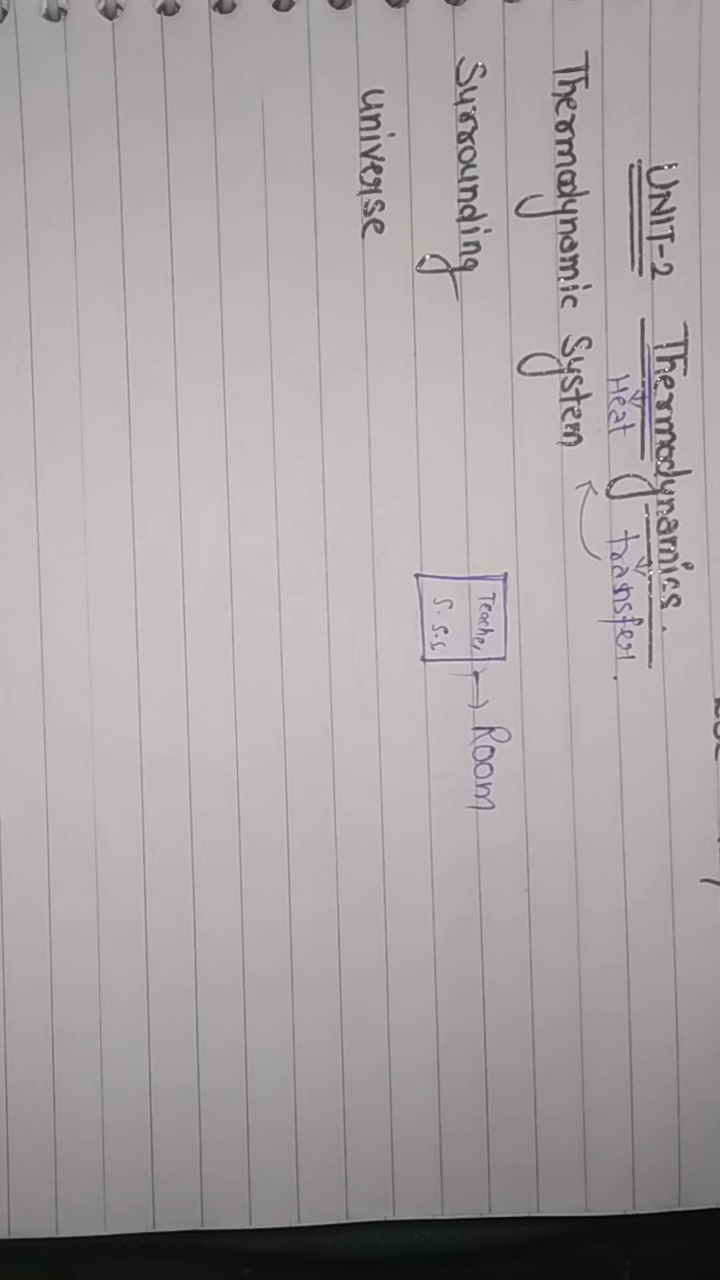 UNIT-2 Thermodynamics.
Heat transfer.
Thermodynamic System
Surrounding
Teacher
S. S. S
Room
universe